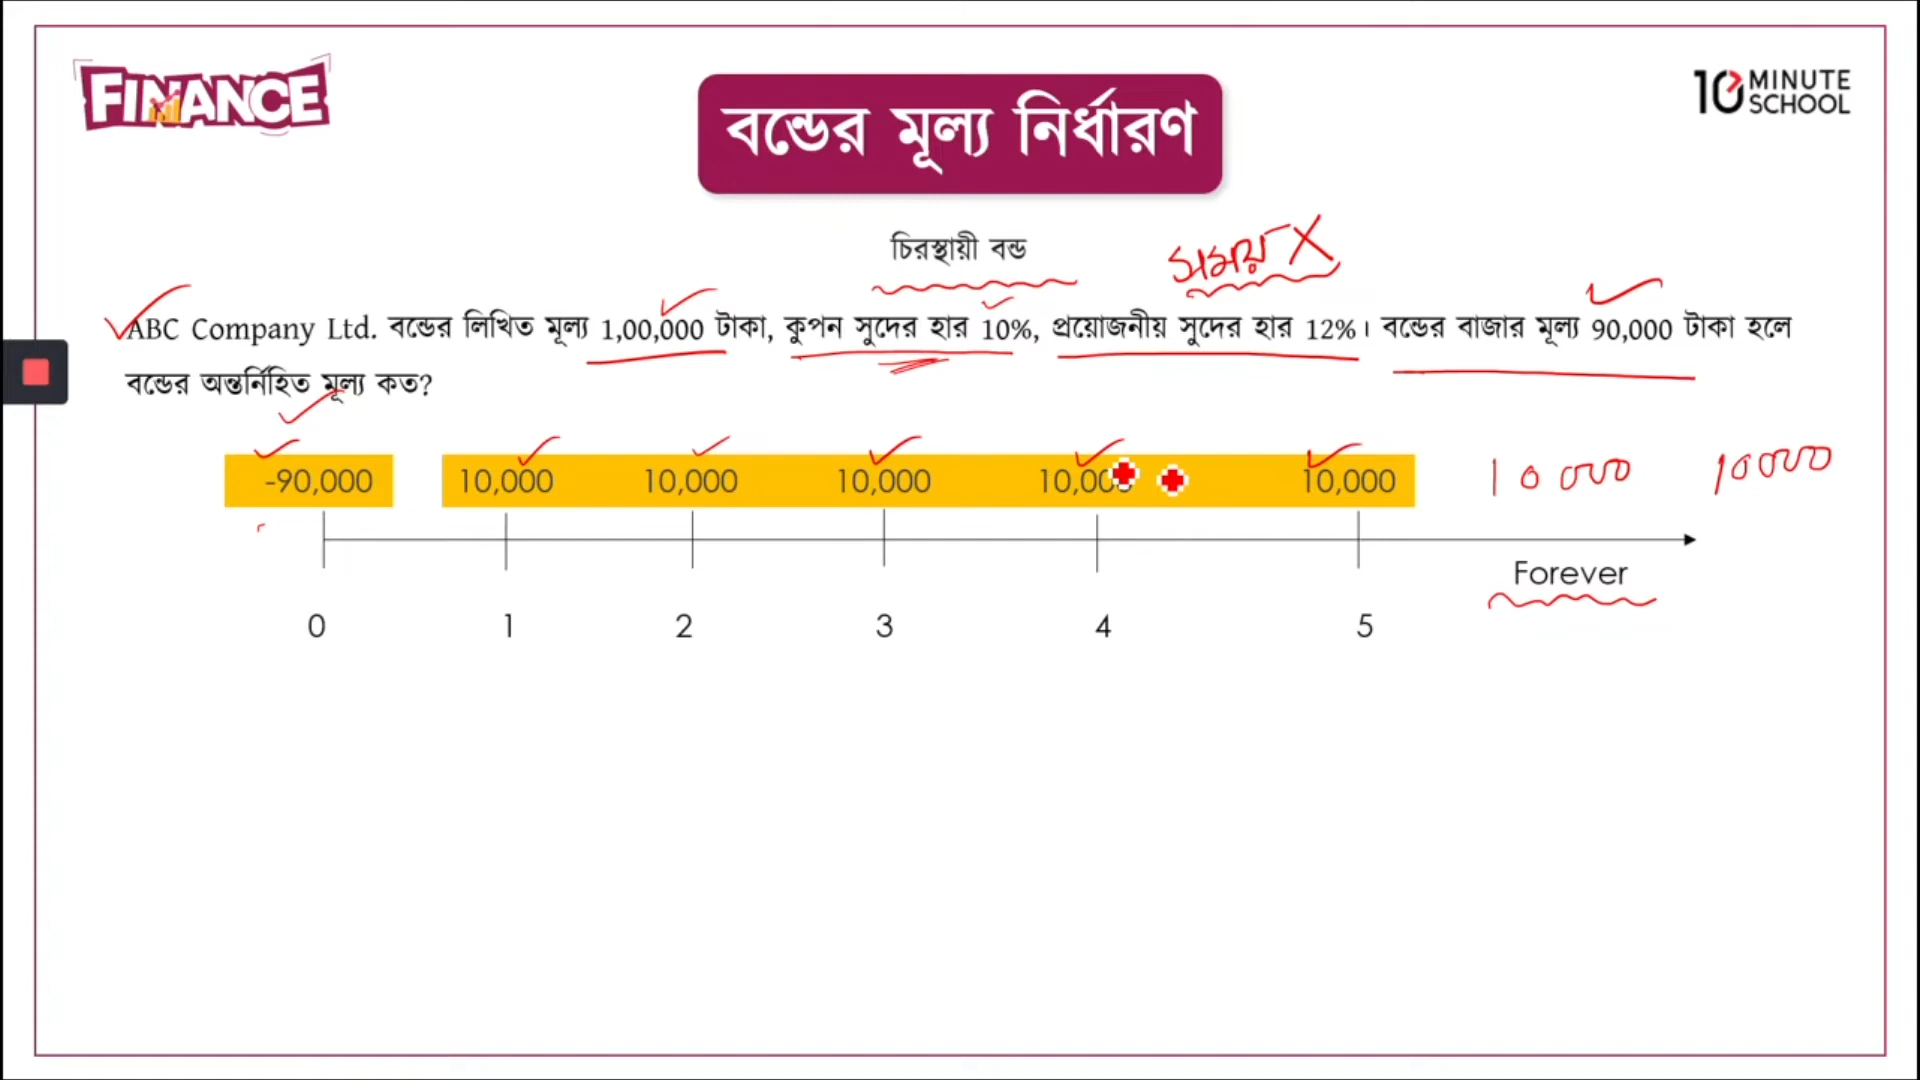 FINANCE
বন্ডের মূল্য নির্ধারণ
10 MINUTE SCHOOL
চিরস্থায়ী বন্ড
সময় X
ABC Company Ltd. বন্ডের লিখিত মূল্য 1,00,000 টাকা, কুপন সুদের হার 10%, প্রয়োজনীয় সুদের হার 12%। বন্ডের বাজার মূল্য 90,000 টাকা হলে
বন্ডের অন্তর্নিহিত মূল্য কত?
-90,000 10,000 10,000 10,000 10,000 10,000 10000 10000
Forever
0 1 2 3 4 5